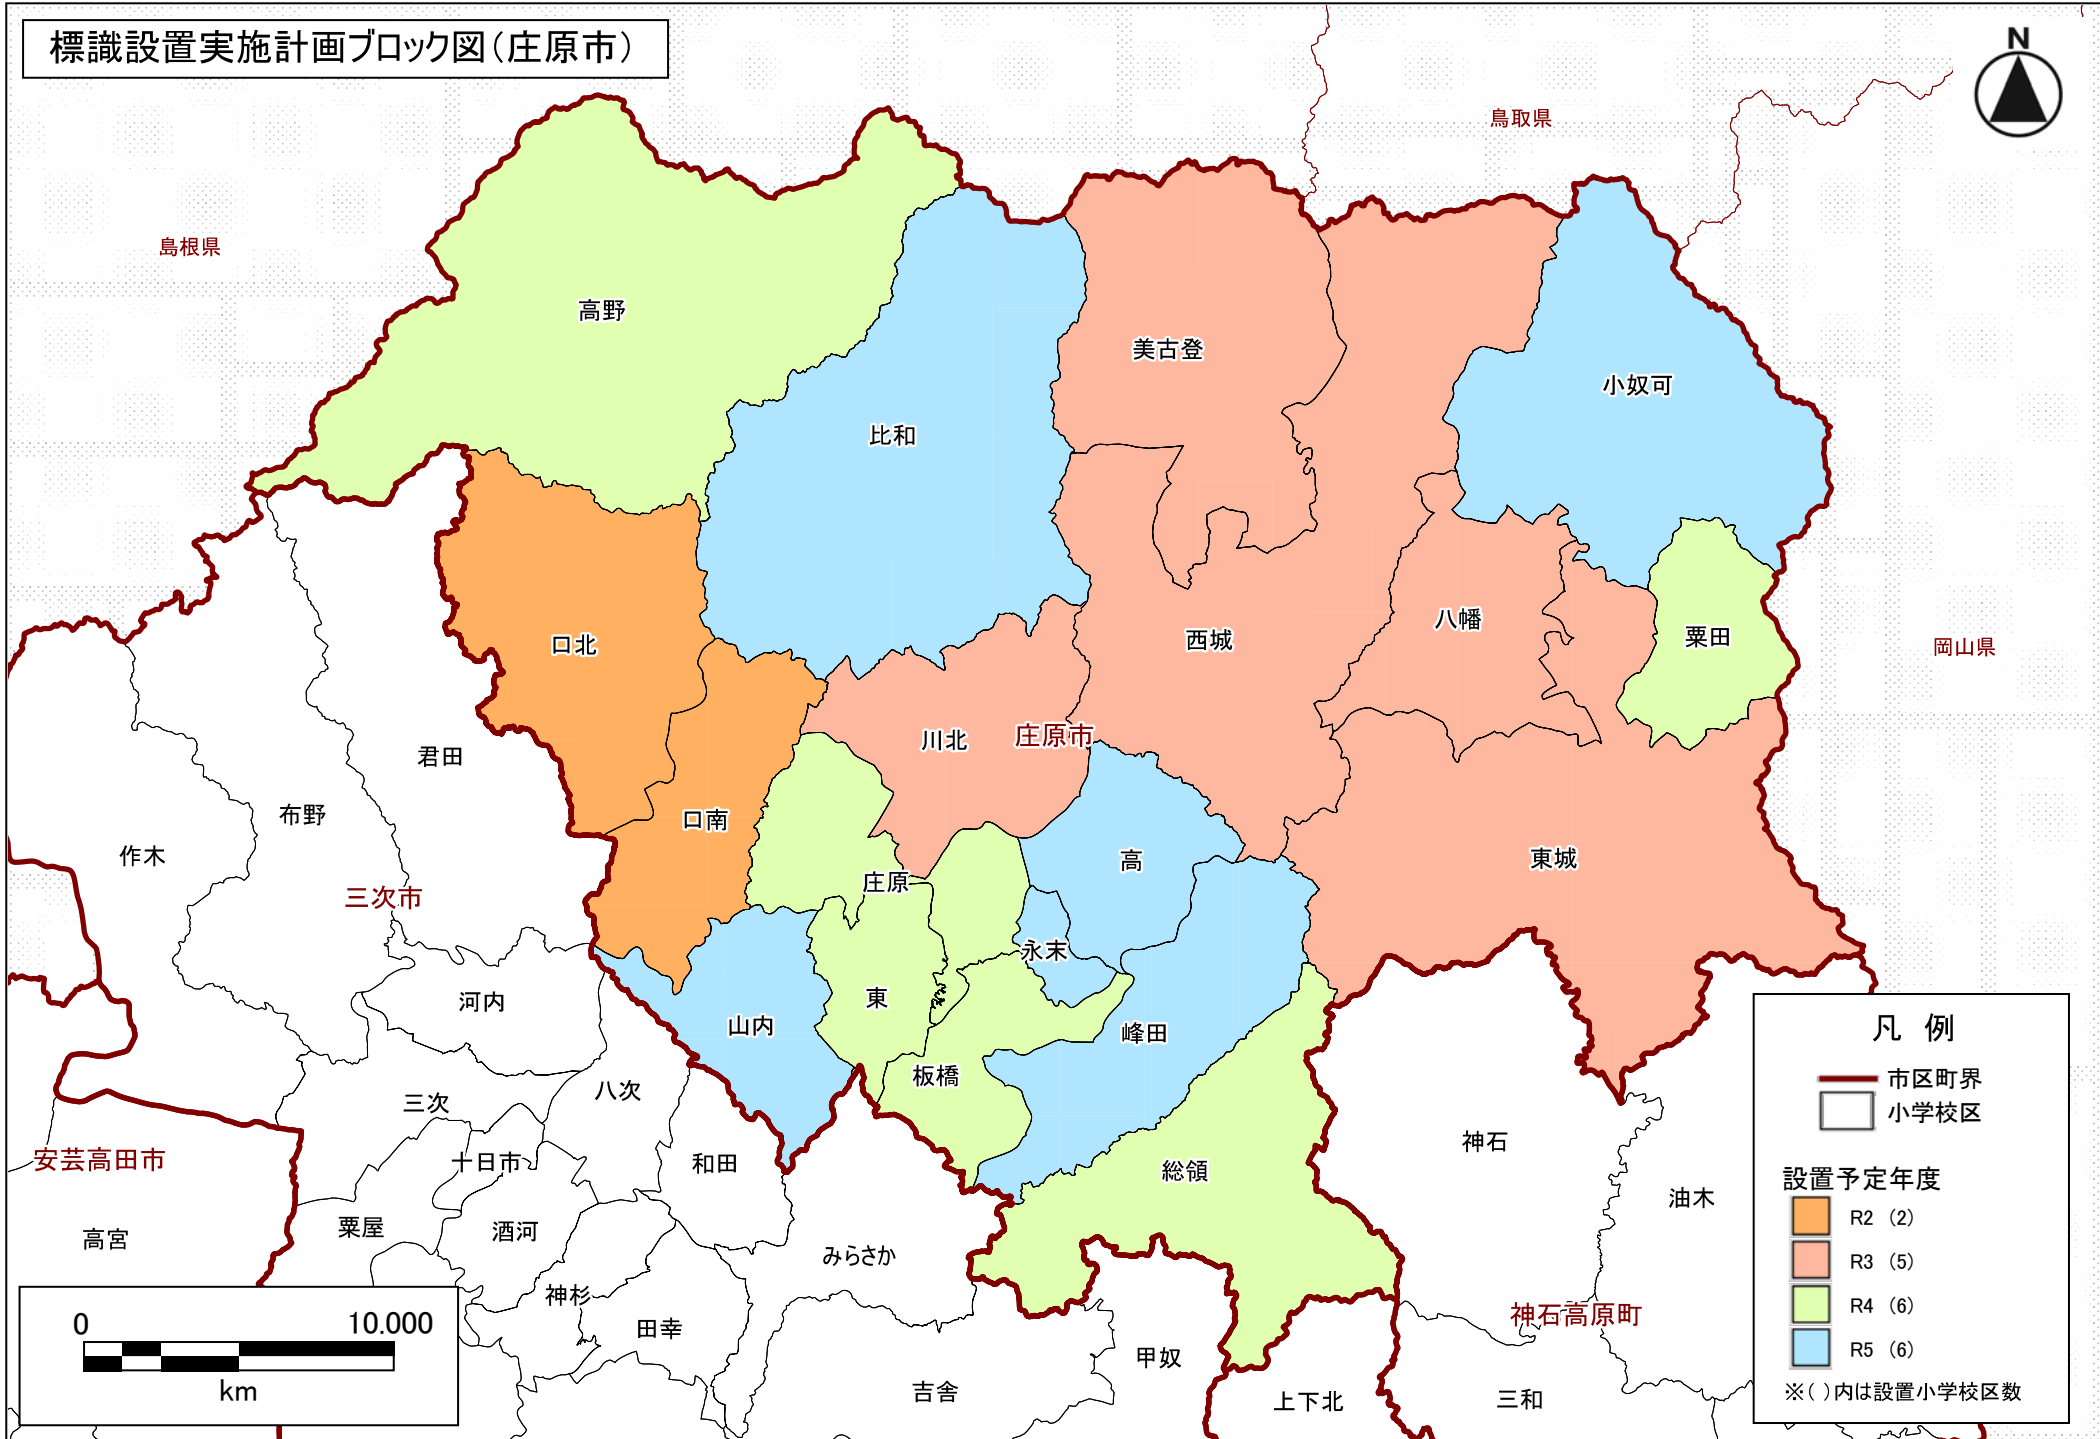 標識設置実施計画ブロック図（庄原市）
N
鳥取県
島根県
高野
美古登
小奴可
比和
口北
西城
八幡
粟田
岡山県
川北
庄原市
君田
布野
口南
作木
高
東城
庄原
三次市
永末
河内
東
山内
峰田
板橋
八次
三次
神石
安芸高田市
十日市
和田
総領
油木
粟屋
酒河
高宮
みらさか
神杉
神石高原町
田幸
甲奴
吉舎
上下北
三和
0 10,000
km
凡 例
市区町界
小学校区
設置予定年度
R2 （2）
R3 （5）
R4 （6）
R5 （6）
※（ ）内は設置小学校区数